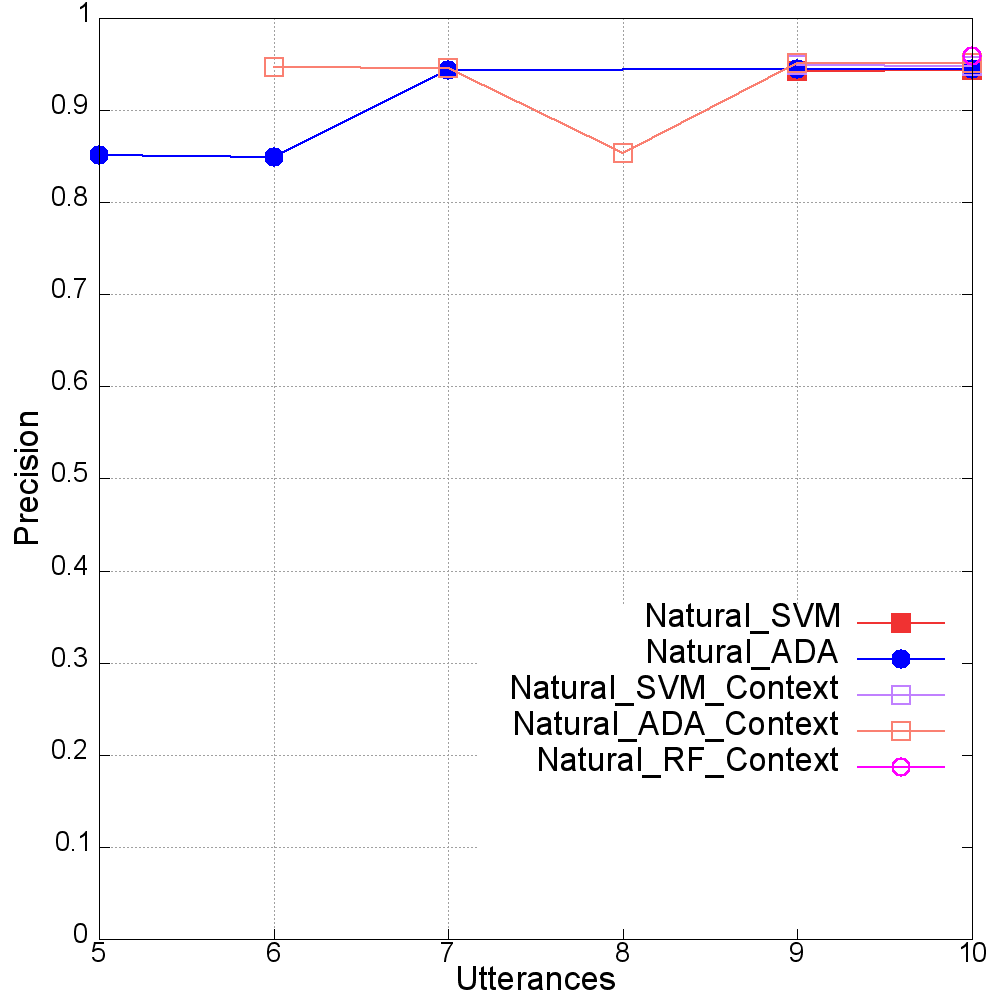 1
0.9
0.8
0.7
0.6
0.5
0.4
0.3
0.2
0.1
0
Precision
5 6 7 8 9 10
Utterances
Natural_SVM
Natural_ADA
Natural_SVM_Context
Natural_ADA_Context
Natural_RF_Context